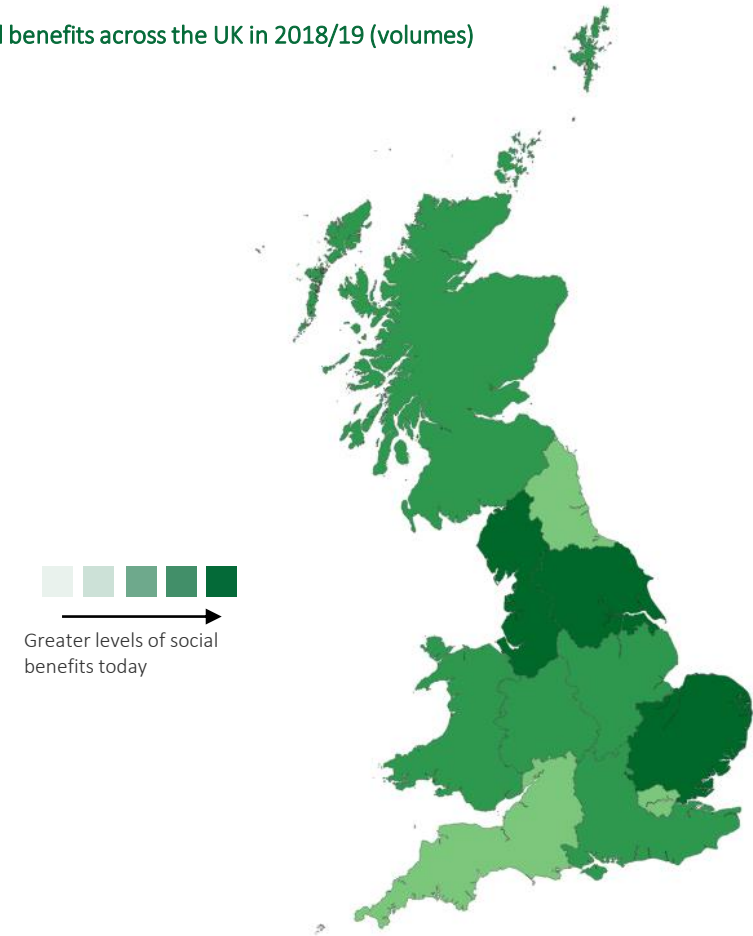 benefits across the UK in 2018/19 (volumes)
Greater levels of social
benefits today